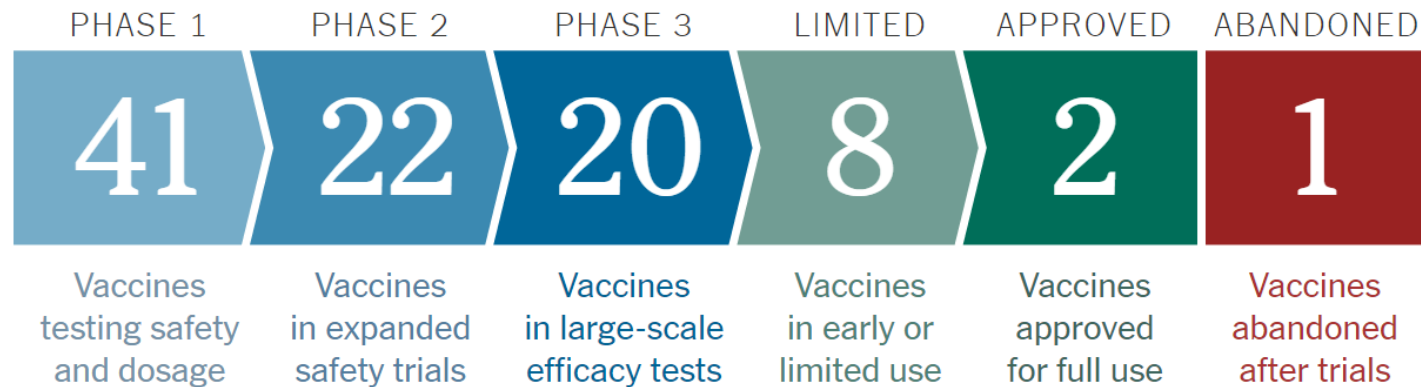 PHASE 1 PHASE 2 PHASE 3 LIMITED APPROVED ABANDONED
41 22 20 8 2 1
Vaccines Vaccines Vaccines Vaccines Vaccines Vaccines
testing safety in expanded in large-scale in early or approved abandoned
and dosage safety trials efficacy tests limited use for full use after trials